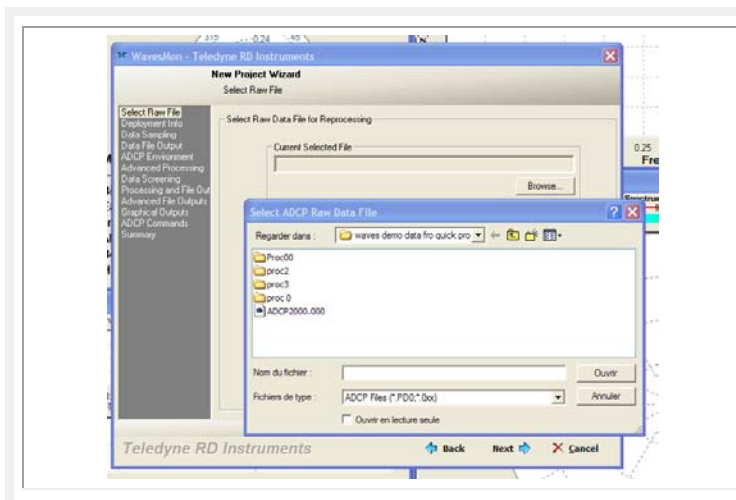 WavesMon - Teledyne RD Instruments
New Project Wizard
Select Raw File
Select Raw File
Deployment Info
Data Sampling
Data File Output
ADCP Environment
Advanced Processing
Data Screening
Processing and File Out
Advanced File Outputs
Graphical Outputs
ADCP Commands
Summary
Select Raw Data File for Reprocessing
Current Selected File
Browse...
0.25
Fre
Select ADCP Raw Data File
Regarder dans :
waves demo data fro quick pro
Proc00
proc2
proc3
proc 0
ADCP2000.000
Nom du fichier :
Ouvrir
Fichiers de type :
ADCP Files (*.PD0;*.0xx)
Annuler
Ouvrir en lecture seule
Teledyne RD Instruments
Back
Next
Cancel